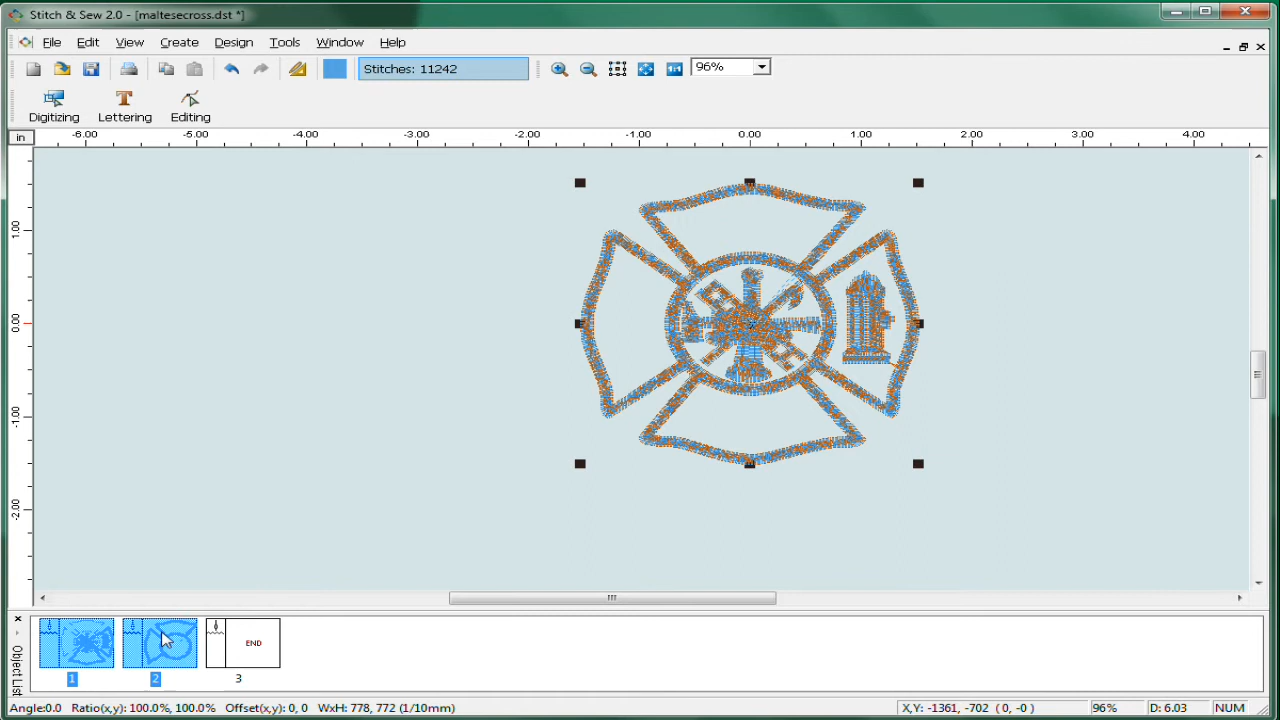 Stitch & Sew 2.0 - [maltesecross.dst *]
File Edit View Create Design Tools Window Help
Stitches: 11242 96%
Digitizing Lettering Editing
in -6.00 -5.00 -4.00 -3.00 -2.00 -1.00 0.00 1.00 2.00 3.00 4.00
1.00
0.00
-1.00
-2.00
END
Object List
1 2 3
Angle:0.0 Ratio(x,y): 100.0%, 100.0% Offset(x,y): 0, 0 WxH: 778, 772 (1/10mm) X,Y: -1361, -702 ( 0, -0 ) 96% D: 6.03 NUM